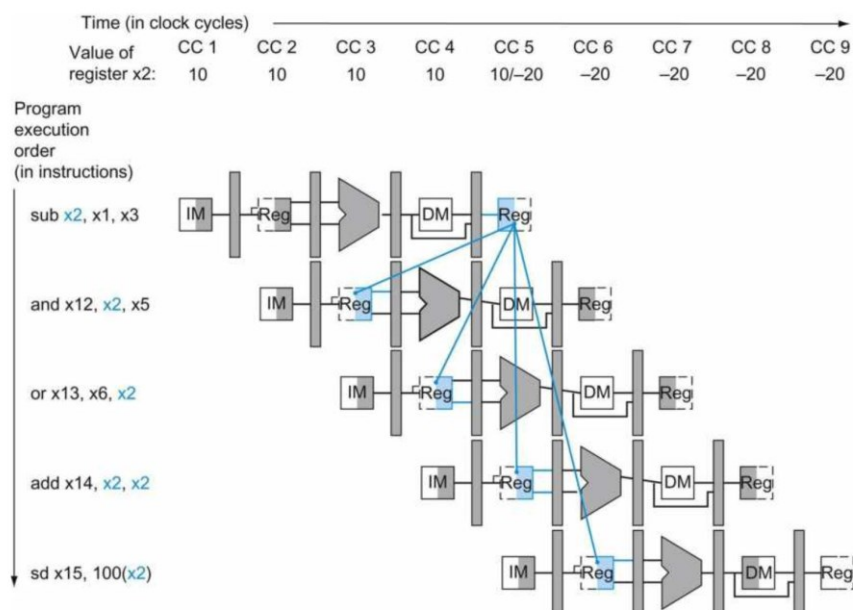 Time (in clock cycles)
Value of CC 1 CC 2 CC 3 CC 4 CC 5 CC 6 CC 7 CC 8 CC 9
register x2: 10 10 10 10 10/–20 –20 –20 –20 –20
Program
execution
order
(in instructions)
sub x2, x1, x3 IM Reg DM Reg
and x12, x2, x5 IM Reg DM Reg
or x13, x6, x2 IM Reg DM Reg
add x14, x2, x2 IM Reg DM Reg
sd x15, 100(x2) IM Reg DM Reg